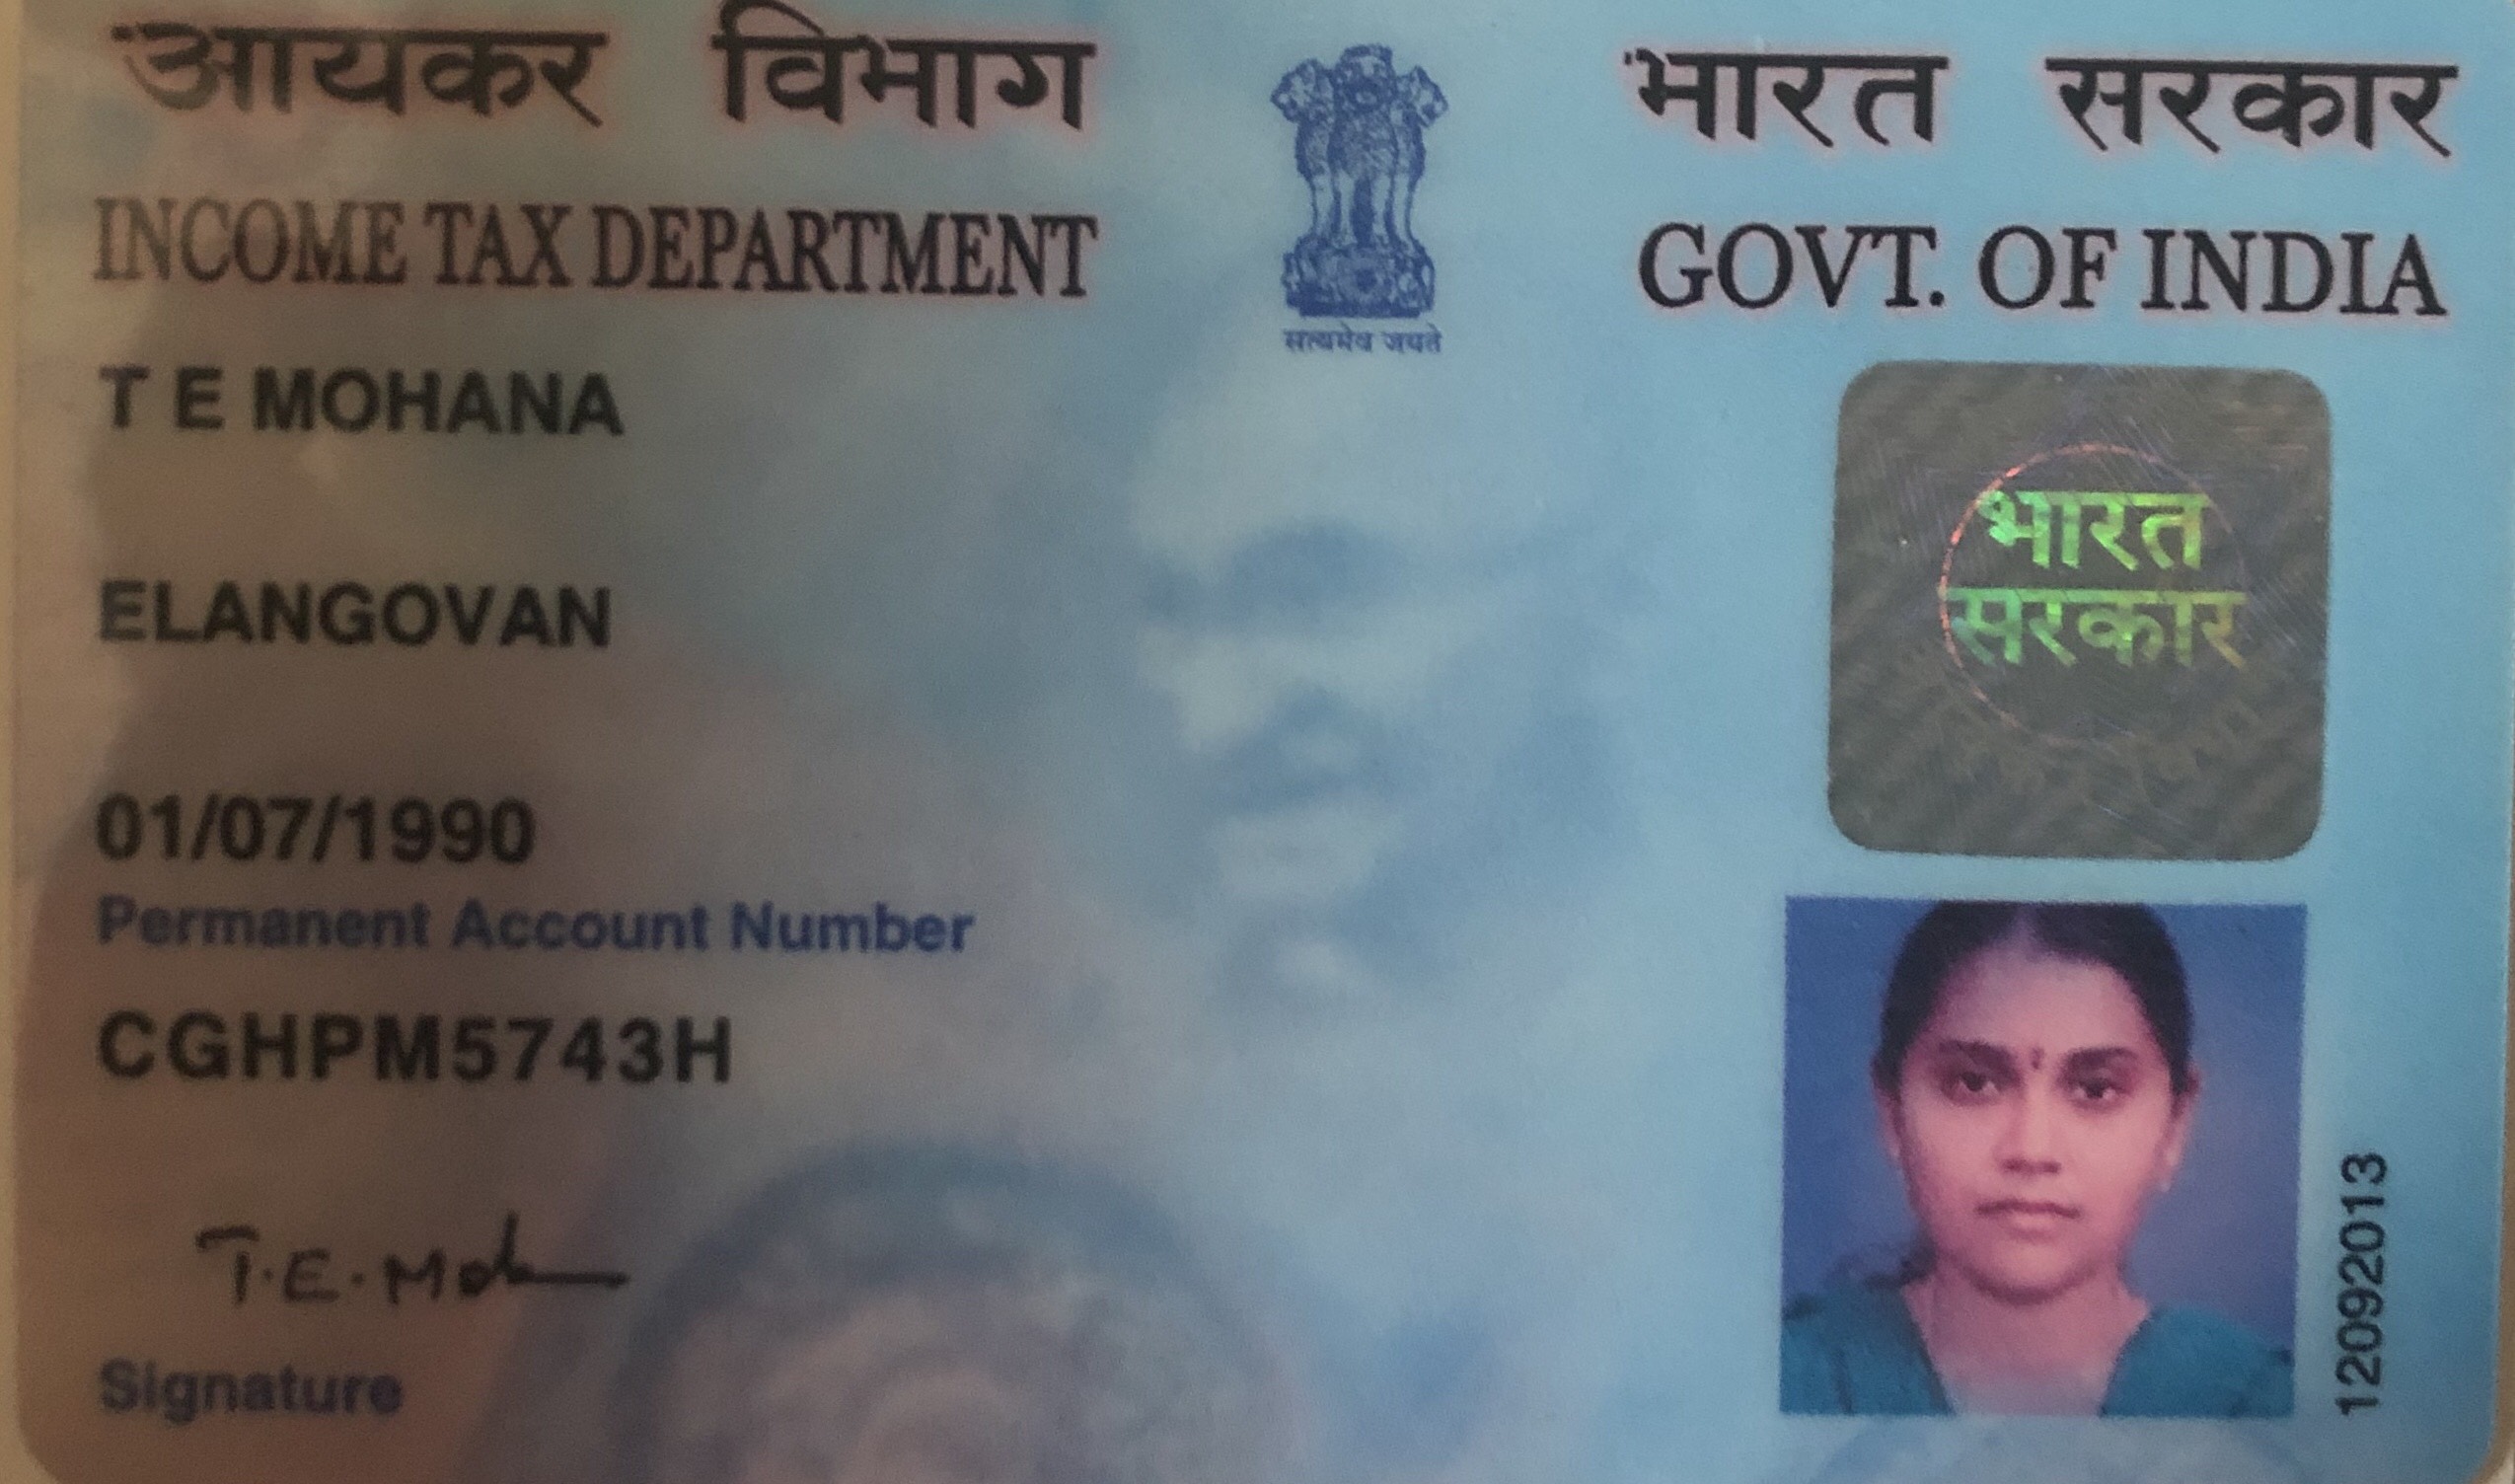 आयकर विभाग
INCOME TAX DEPARTMENT
सत्यमेव जयते
भारत सरकार
GOVT. OF INDIA
T E MOHANA
ELANGOVAN
01/07/1990
Permanent Account Number
CGHPM5743H
T.E.Moh
Signature
भारत
सरकार
12092013